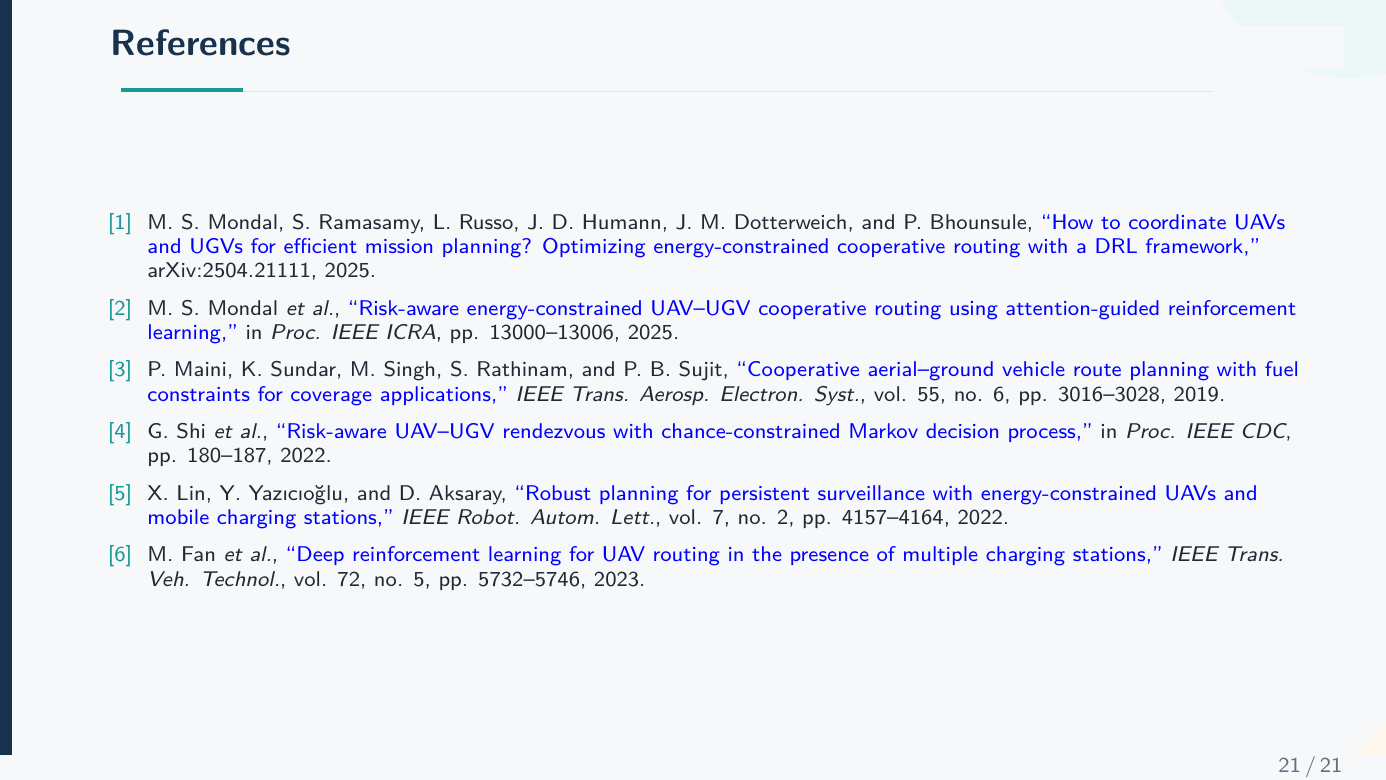 References
[1] M. S. Mondal, S. Ramasamy, L. Russo, J. D. Humann, J. M. Dotterweich, and P. Bhounsule, “How to coordinate UAVs
and UGVs for efficient mission planning? Optimizing energy-constrained cooperative routing with a DRL framework,”
arXiv:2504.21111, 2025.
[2] M. S. Mondal et al., “Risk-aware energy-constrained UAV–UGV cooperative routing using attention-guided reinforcement
learning,” in Proc. IEEE ICRA, pp. 13000–13006, 2025.
[3] P. Maini, K. Sundar, M. Singh, S. Rathinam, and P. B. Sujit, “Cooperative aerial–ground vehicle route planning with fuel
constraints for coverage applications,” IEEE Trans. Aerosp. Electron. Syst., vol. 55, no. 6, pp. 3016–3028, 2019.
[4] G. Shi et al., “Risk-aware UAV–UGV rendezvous with chance-constrained Markov decision process,” in Proc. IEEE CDC,
pp. 180–187, 2022.
[5] X. Lin, Y. Yazıcıoğlu, and D. Aksaray, “Robust planning for persistent surveillance with energy-constrained UAVs and
mobile charging stations,” IEEE Robot. Autom. Lett., vol. 7, no. 2, pp. 4157–4164, 2022.
[6] M. Fan et al., “Deep reinforcement learning for UAV routing in the presence of multiple charging stations,” IEEE Trans.
Veh. Technol., vol. 72, no. 5, pp. 5732–5746, 2023.
21 / 21